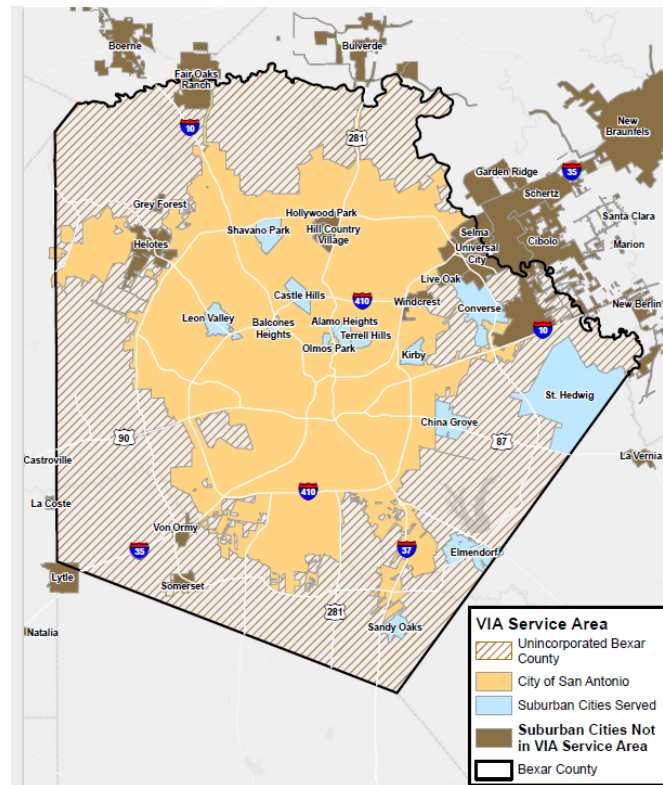 Boerne
Bulverde
Fair Oaks
Ranch
10
281
New
Braunfels
35
Garden Ridge
Schertz
Grey Forest
Santa Clara
Hollywood Park
Shavano Park
Hill Country
Village
Selma
Universal
City
Cibolo
Marion
Helotes
Live Oak
Castle Hills
410
Windcrest
New Berlin
Leon Valley
Balcones
Heights
Alamo Heights
Converse
Terrell Hills
10
Olmos Park
Kirby
St. Hedwig
China Grove
90
87
Castroville
La Vernia
410
La Coste
Von Ormy
35
37
Elmendorf
Lytle
Somerset
281
Natalia
Sandy Oaks
VIA Service Area
Unincorporated Bexar
County
City of San Antonio
Suburban Cities Served
Suburban Cities Not
in VIA Service Area
Bexar County